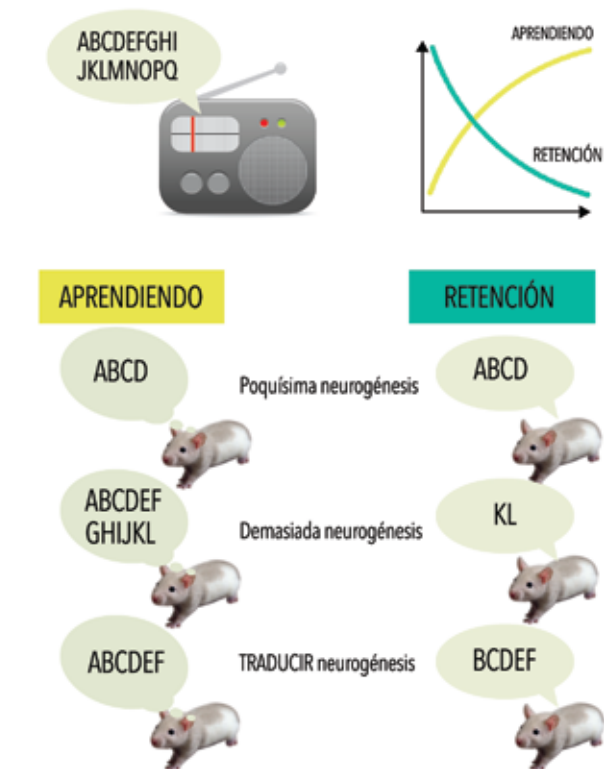 ABCDEFGHI
JKLMNOPQ
APRENDIENDO
RETENCIÓN
APRENDIENDO
RETENCIÓN
ABCD
Poquísima neurogénesis
ABCD
ABCDEF
GHIJKL
Demasiada neurogénesis
KL
ABCDEF
TRADUCIR neurogénesis
BCDEF